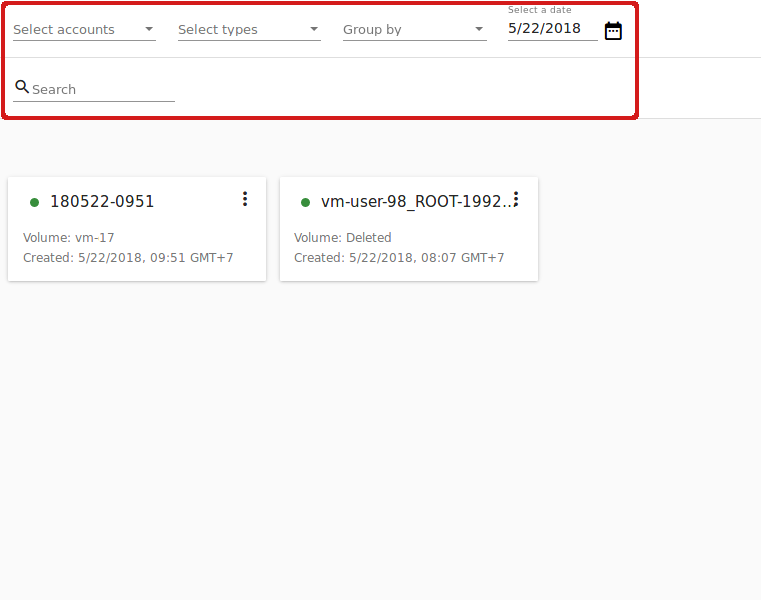 Select accounts
Select types
Group by
Select a date
5/22/2018
Search
180522-0951
Volume: vm-17
Created: 5/22/2018, 09:51 GMT+7
vm-user-98_ROOT-1992...
Volume: Deleted
Created: 5/22/2018, 08:07 GMT+7